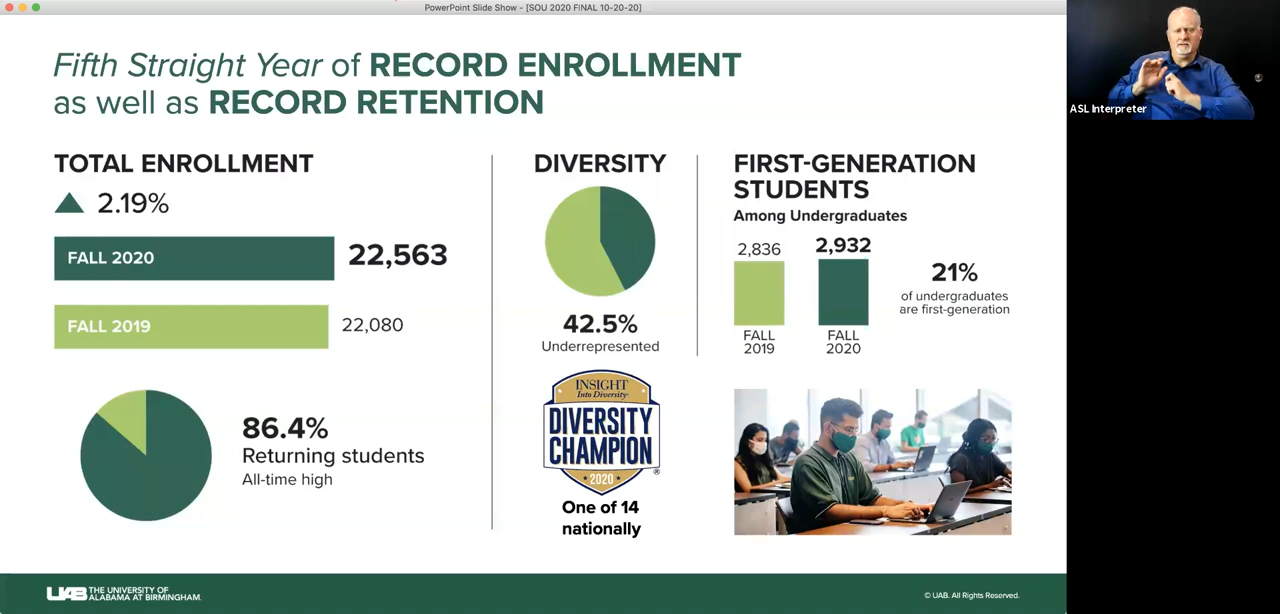 PowerPoint Slide Show - [SOU 2020 FINAL 10-20-20]
Fifth Straight Year of RECORD ENROLLMENT
as well as RECORD RETENTION
TOTAL ENROLLMENT
2.19%
FALL 2020
22,563
FALL 2019
22,080
86.4%
Returning students
All-time high
DIVERSITY
42.5%
Underrepresented
INSIGHT
Into Diversity
DIVERSITY
CHAMPION
®
2020
One of 14
nationally
FIRST-GENERATION
STUDENTS
Among Undergraduates
2,836
FALL
2019
2,932
FALL
2020
21%
of undergraduates
are first-generation
UAB THE UNIVERSITY OF
ALABAMA AT BIRMINGHAM.
© UAB. All Rights Reserved.
ASL Interpreter